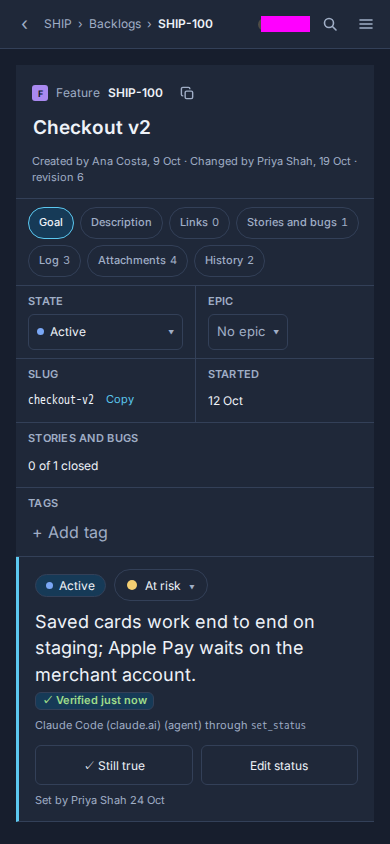 SHIP › Backlogs › SHIP-100
F Feature SHIP-100
Checkout v2
Created by Ana Costa, 9 Oct · Changed by Priya Shah, 19 Oct ·
revision 6
Goal Description Links 0 Stories and bugs 1
Log 3 Attachments 4 History 2
STATE EPIC
Active No epic
SLUG STARTED
checkout-v2 Copy 12 Oct
STORIES AND BUGS
0 of 1 closed
TAGS
+ Add tag
Active At risk
Saved cards work end to end on
staging; Apple Pay waits on the
merchant account.
✓ Verified just now
Claude Code (claude.ai) (agent) through set_status
✓ Still true Edit status
Set by Priya Shah 24 Oct